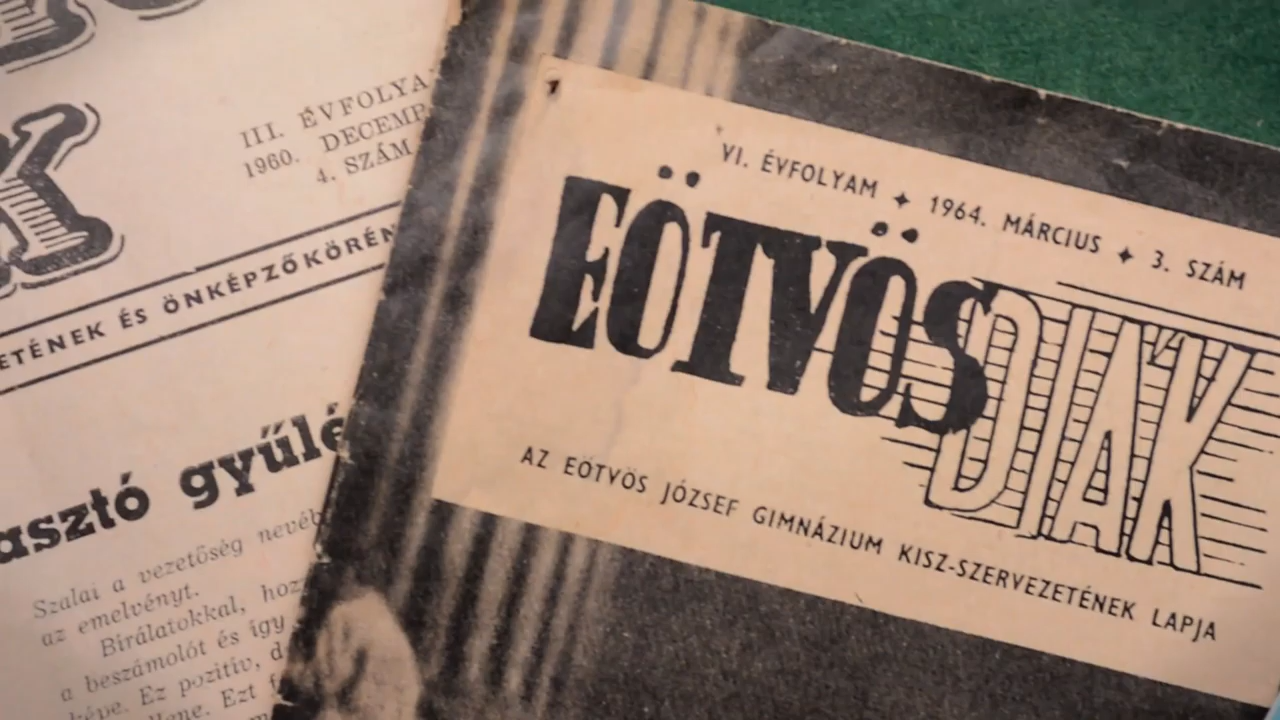 III. ÉVFOLYA
1960. DECEMB
4. SZÁM
K
ETÉNEK ÉS ÖNKÉPZŐKÖRÉN
asztó gyűlé
Szalai a vezetőség nevéb
az emelvényt.
Birálatokkal, hoz
a beszámolót és így
képe. Ez pozitív, d
Ezt
VI. ÉVFOLYAM ✦ 1964. MÁRCIUS ✦ 3. SZÁM
EÖTVÖS DIÁK
AZ EÖTVÖS JÓZSEF GIMNÁZIUM KISZ-SZERVEZETÉNEK LAPJA